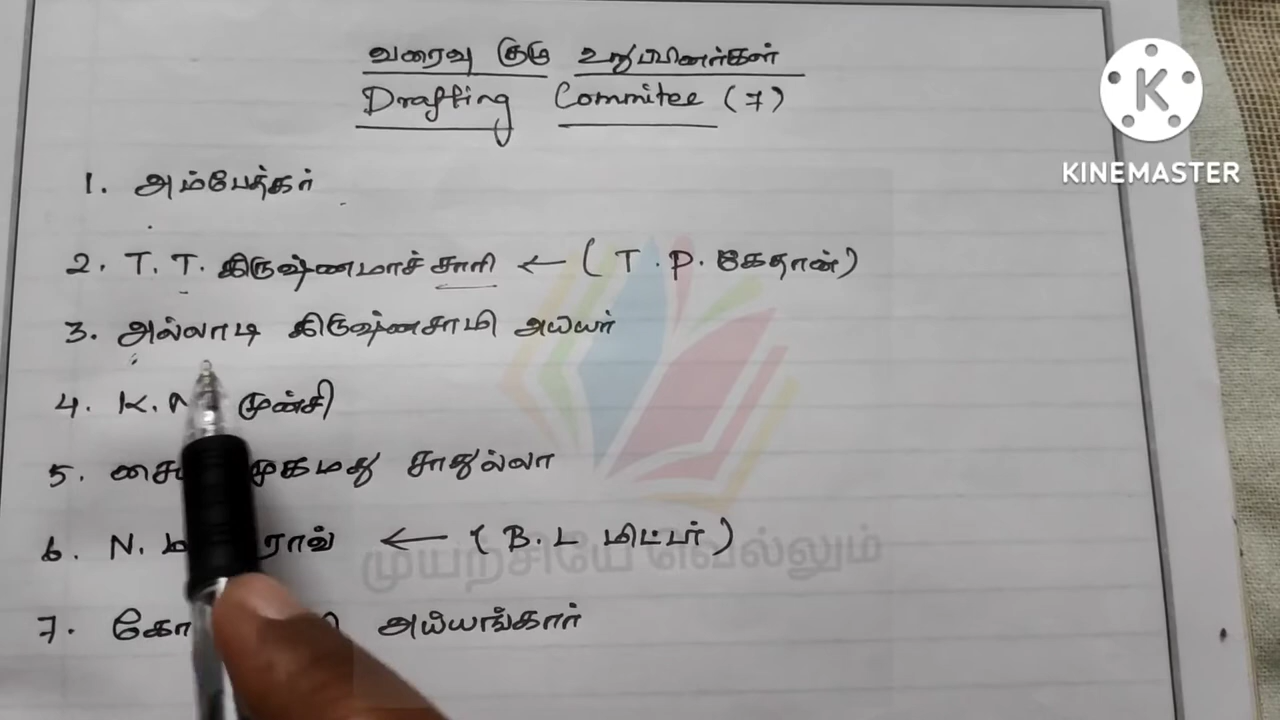 வரைவு குழு உறுப்பினர்கள்
Drafting Commitee (7)
1. அம்பேத்கர்
2. T. T. கிருஷ்ணமாச்சாரி ← ( T . P. கேதான்)
3. அல்லாடி கிருஷ்ணசாமி அய்யர்
4. K. முன்சி
5. முகமது சாதுல்லா
6. N. ராவ் ← ( B. L மிட்டர் )
7. அய்யங்கார்
முயற்சியே வெல்லும்
K
KINEMASTER